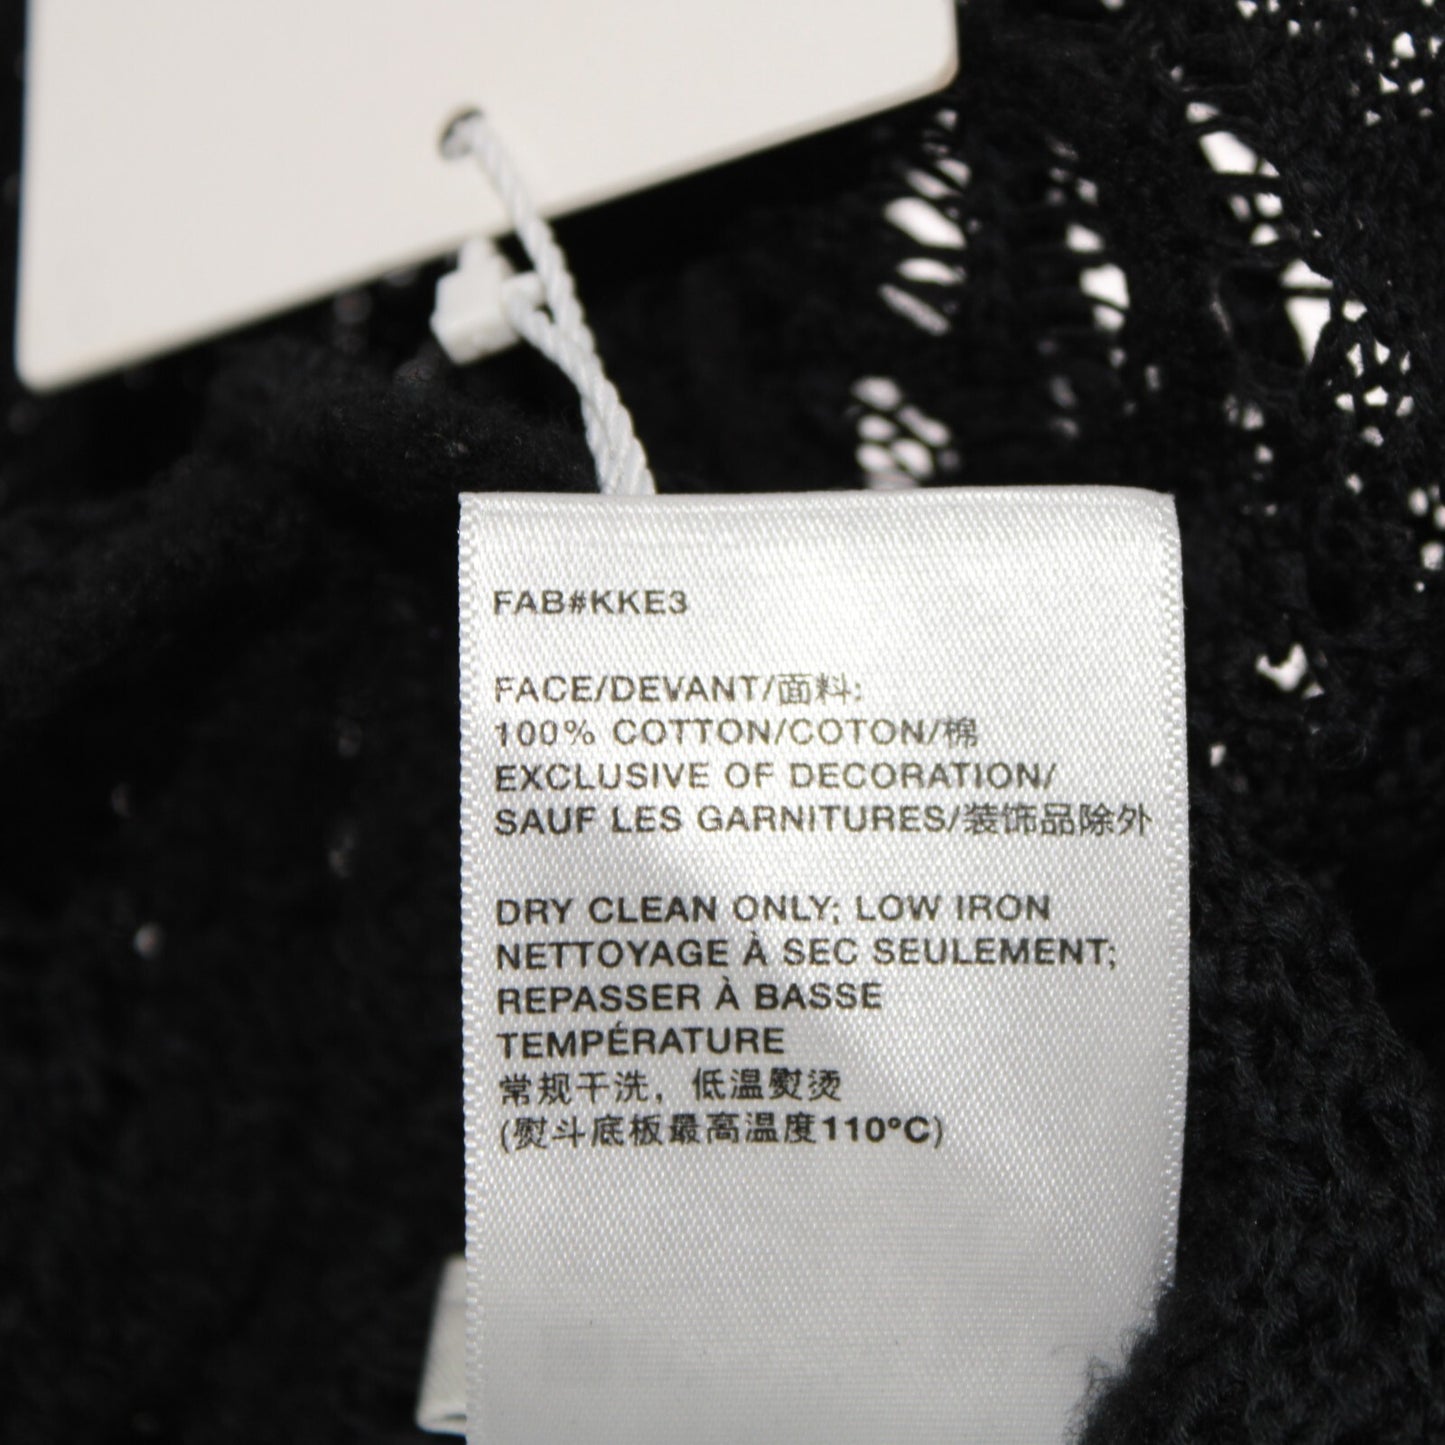 FAB#KKE3
FACE/DEVANT/面料:
100% COTTON/COTON/棉
EXCLUSIVE OF DECORATION/
SAUF LES GARNITURES/装饰品除外
DRY CLEAN ONLY; LOW IRON
NETTOYAGE À SEC SEULEMENT;
REPASSER À BASSE
TEMPÉRATURE
常规干洗，低温熨烫
(熨斗底板最高温度110°C)